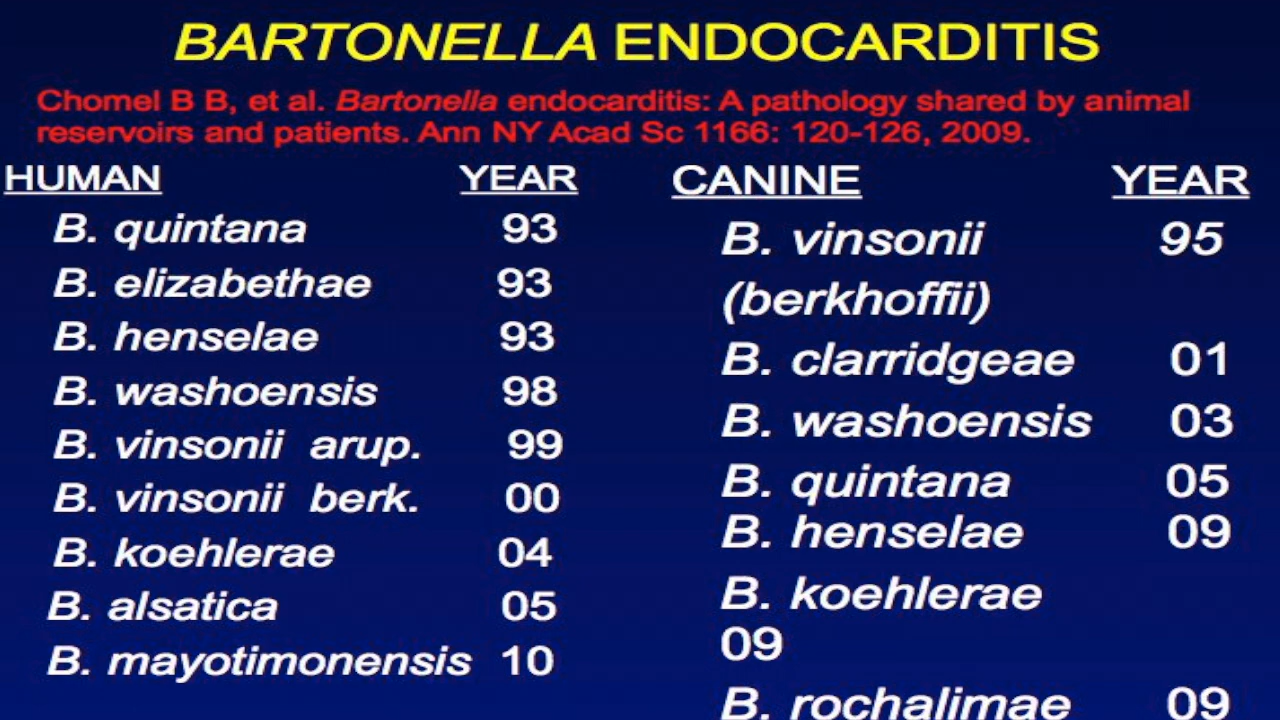 BARTONELLA ENDOCARDITIS
Chomel B B, et al. Bartonella endocarditis: A pathology shared by animal
reservoirs and patients. Ann NY Acad Sc 1166: 120-126, 2009.
HUMAN YEAR
B. quintana 93
B. elizabethae 93
B. henselae 93
B. washoensis 98
B. vinsonii arup. 99
B. vinsonii berk. 00
B. koehlerae 04
B. alsatica 05
B. mayotimonensis 10
CANINE YEAR
B. vinsonii 95
(berkhoffii)
B. clarridgeae 01
B. washoensis 03
B. quintana 05
B. henselae 09
B. koehlerae
09
B. rochalimae 09